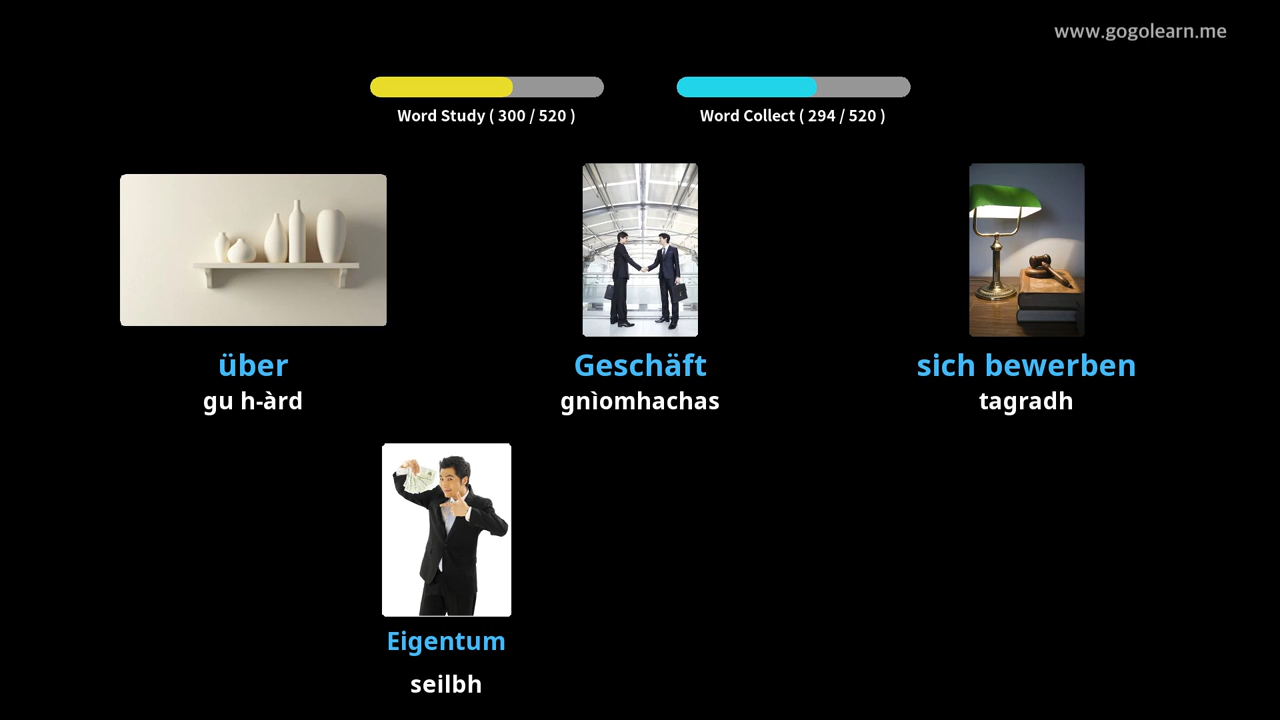 www.gogolearn.me
Word Study ( 300 / 520 )
Word Collect ( 294 / 520 )
über
Geschäft
sich bewerben
gu h-àrd
gnìomhachas
tagradh
Eigentum
seilbh